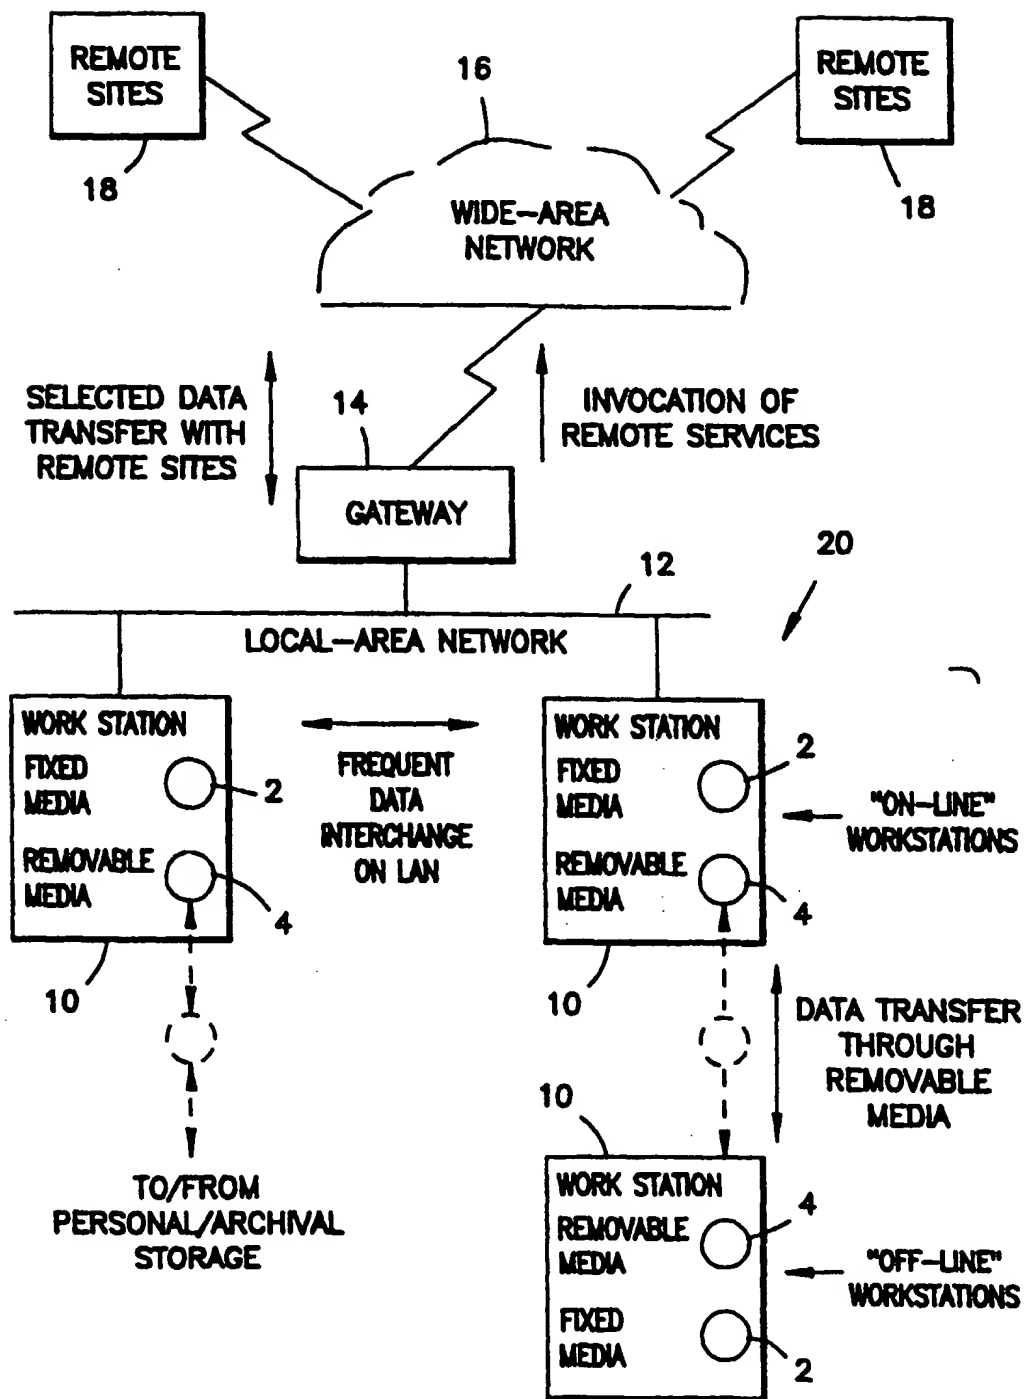 REMOTE
SITES
18
16
REMOTE
SITES
18
WIDE-AREA
NETWORK
SELECTED DATA
TRANSFER WITH
REMOTE SITES
14
INVOCATION OF
REMOTE SERVICES
GATEWAY
12
20
LOCAL-AREA NETWORK
WORK STATION
FIXED
MEDIA
2
REMOVABLE
MEDIA
4
10
FREQUENT
DATA
INTERCHANGE
ON LAN
WORK STATION
FIXED
MEDIA
2
REMOVABLE
MEDIA
4
10
"ON-LINE"
WORKSTATIONS
DATA TRANSFER
THROUGH
REMOVABLE
MEDIA
TO/FROM
PERSONAL/ARCHIVAL
STORAGE
10
WORK STATION
REMOVABLE
MEDIA
4
FIXED
MEDIA
2
"OFF-LINE"
WORKSTATIONS